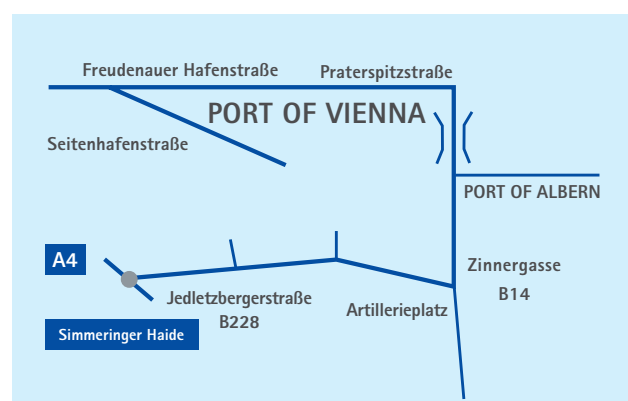 Freudenauer Hafenstraße
Praterspitzstraße
PORT OF VIENNA
Seitenhafenstraße
PORT OF ALBERN
A4
Zinnergasse
B14
Jedletzbergerstraße
B228
Artillerieplatz
Simmeringer Haide